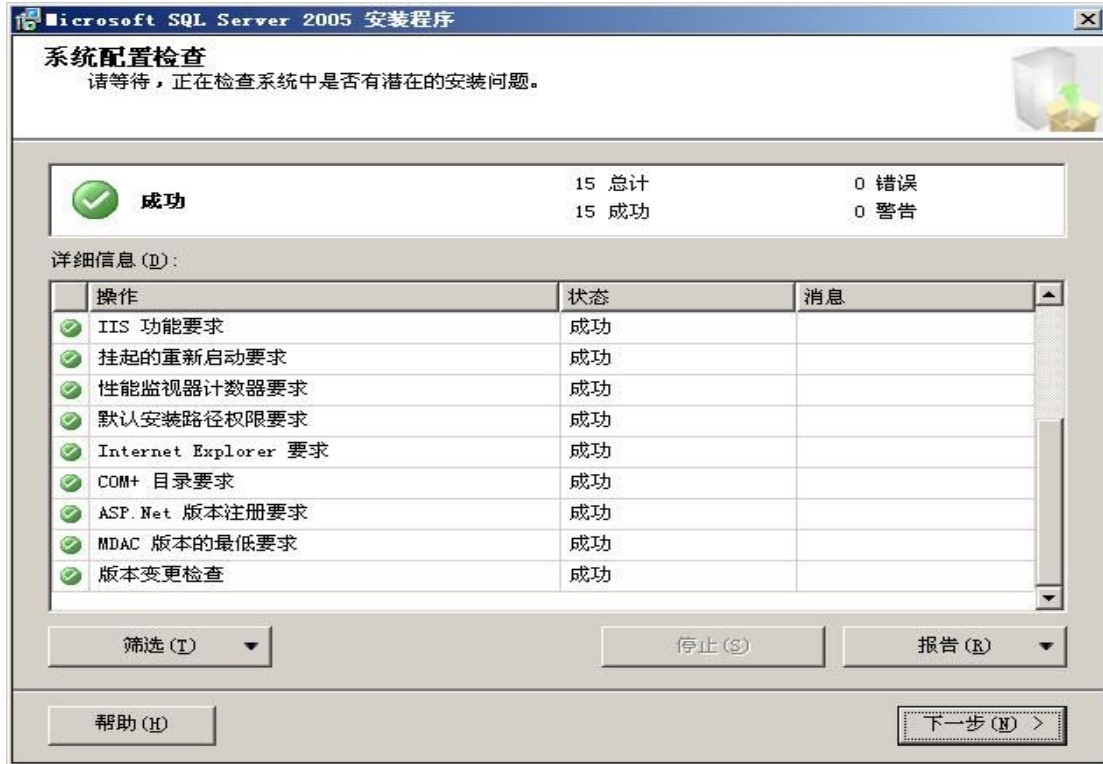 Microsoft SQL Server 2005 安装程序
系统配置检查
请等待，正在检查系统中是否有潜在的安装问题。
成功
15 总计
0 错误
15 成功
0 警告
详细信息(D):
操作 状态 消息
IIS 功能要求 成功
挂起的重新启动要求 成功
性能监视器计数器要求 成功
默认安装路径权限要求 成功
Internet Explorer 要求 成功
COM+ 目录要求 成功
ASP.Net 版本注册要求 成功
MDAC 版本的最低要求 成功
版本变更检查 成功
筛选(T) 停止(S) 报告(R)
帮助(H) 下一步(N) >